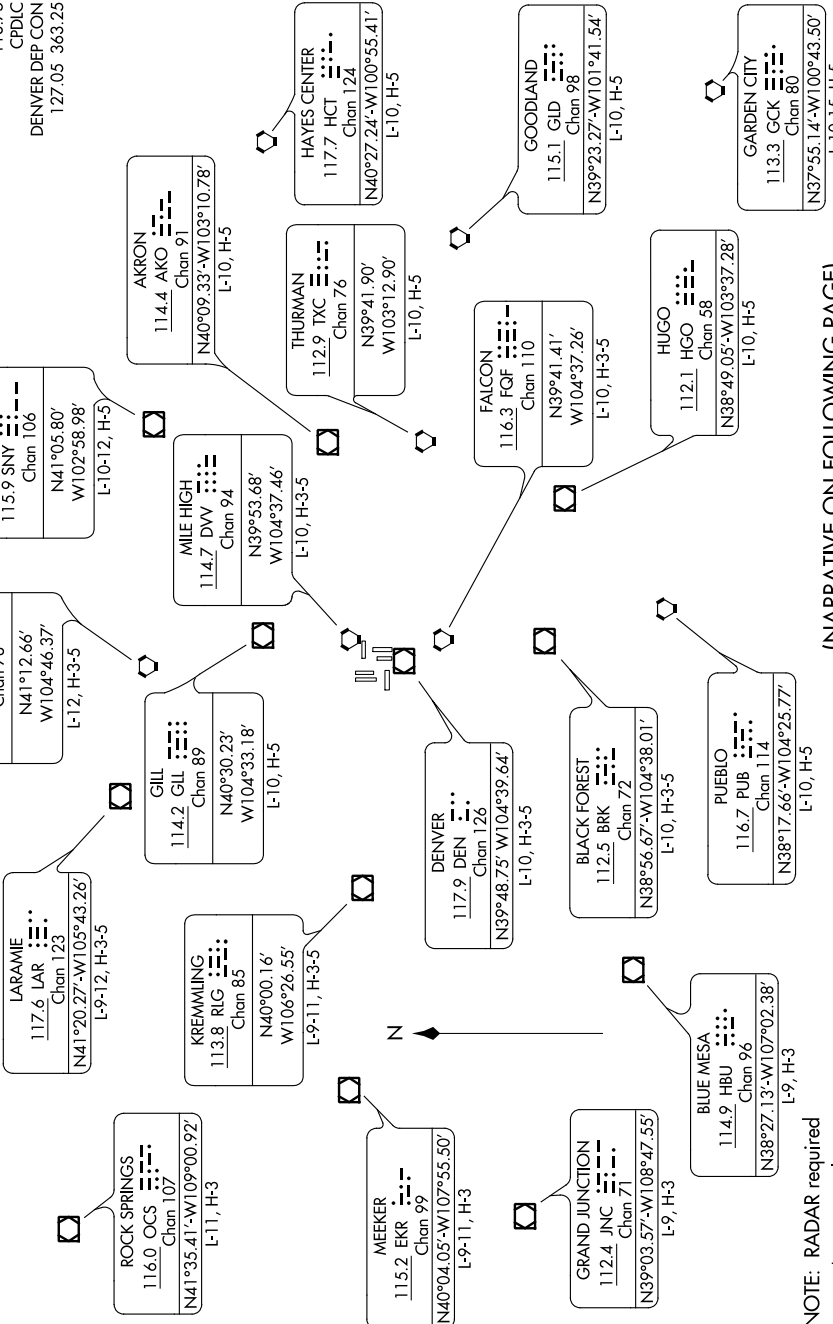 CPDLC
DENVER DEP CON
127.05 363.25
115.9 SNY
Chan 106
N41°05.80′
W102°58.98′
L-10-12, H-5
N41°12.66′
W104°46.37′
L-12, H-3-5
LARAMIE
117.6 LAR
Chan 123
N41°20.27′-W105°43.26′
L-9-12, H-3-5
ROCK SPRINGS
116.0 OCS
Chan 107
N41°35.41′-W109°00.92′
L-11, H-3
GILL
114.2 GLL
Chan 89
N40°30.23′
W104°33.18′
L-10, H-5
AKRON
114.4 AKO
Chan 91
N40°09.33′-W103°10.78′
L-10, H-5
HAYES CENTER
117.7 HCT
Chan 124
N40°27.24′-W100°55.41′
L-10, H-5
KREMMLING
113.8 RLG
Chan 85
N40°00.16′
W106°26.55′
L-9-11, H-3-5
MILE HIGH
114.7 DVV
Chan 94
N39°53.68′
W104°37.46′
L-10, H-3-5
THURMAN
112.9 TXC
Chan 76
N39°41.90′
W103°12.90′
L-10, H-5
MEEKER
115.2 EKR
Chan 99
N40°04.05′-W107°55.50′
L-9-11, H-3
N
DENVER
117.9 DEN
Chan 126
N39°48.75′ W104°39.64′
L-10, H-3-5
FALCON
116.3 FQF
Chan 110
N39°41.41′
W104°37.26′
L-10, H-3-5
GOODLAND
115.1 GLD
Chan 98
N39°23.27′-W101°41.54′
L-10, H-5
GRAND JUNCTION
112.4 JNC
Chan 71
N39°03.57′-W108°47.55′
L-9, H-3
BLACK FOREST
112.5 BRK
Chan 72
N38°56.67′-W104°38.01′
L-10, H-3-5
HUGO
112.1 HGO
Chan 58
N38°49.05′-W103°37.28′
L-10, H-5
BLUE MESA
114.9 HBU
Chan 96
N38°27.13′-W107°02.38′
L-9, H-3
PUEBLO
116.7 PUB
Chan 114
N38°17.66′-W104°25.77′
L-10, H-5
GARDEN CITY
113.3 GCK
Chan 80
N37°55.14′-W100°43.50′
NOTE: RADAR required
(NARRATIVE ON FOLLOWING PAGE)